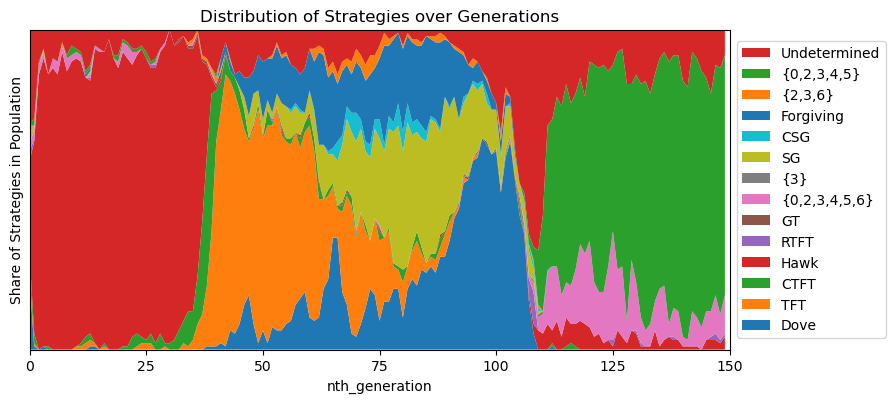 Distribution of Strategies over Generations
Share of Strategies in Population
0 25 50 75 100 125 150
nth_generation
Undetermined
{0,2,3,4,5}
{2,3,6}
Forgiving
CSG
SG
{3}
{0,2,3,4,5,6}
GT
RTFT
Hawk
CTFT
TFT
Dove